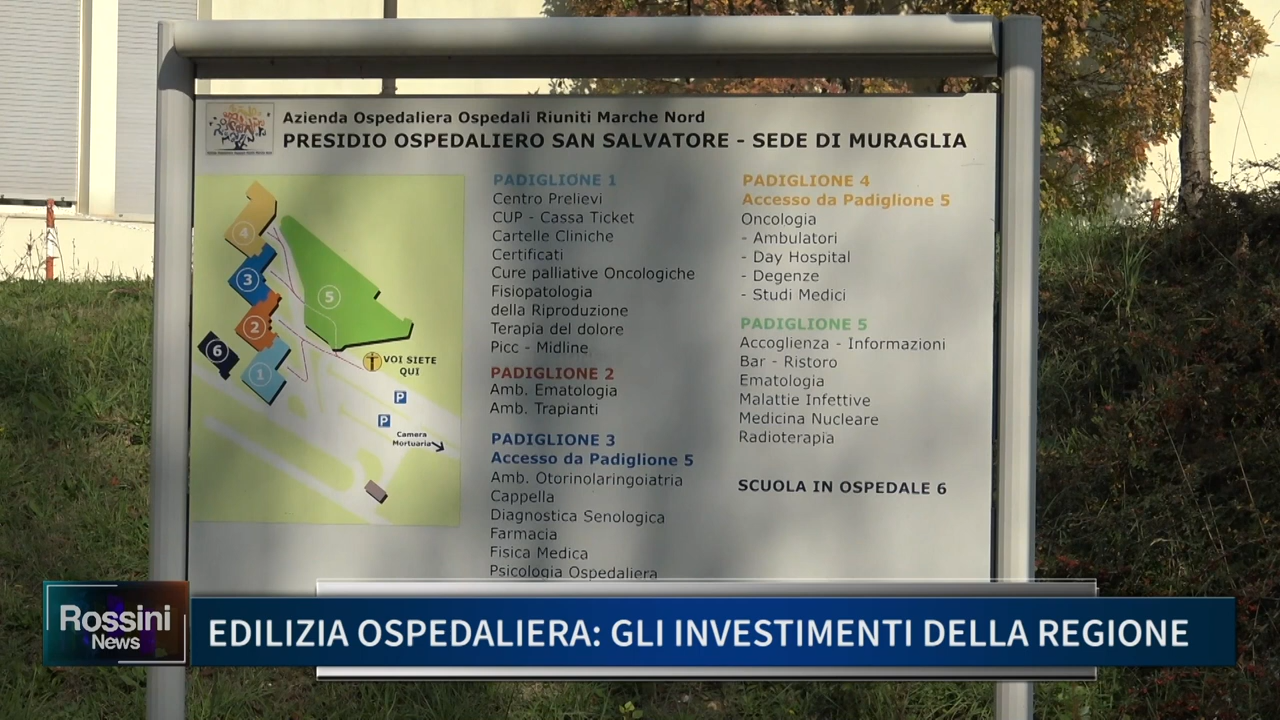 Azienda Ospedaliera Ospedali Riuniti Marche Nord
PRESIDIO OSPEDALIERO SAN SALVATORE - SEDE DI MURAGLIA
4
3
5
2
6
1
VOI SIETE
QUI
P
P
Camera
Mortuaria
PADIGLIONE 1
Centro Prelievi
CUP - Cassa Ticket
Cartelle Cliniche
Certificati
Cure palliative Oncologiche
Fisiopatologia
della Riproduzione
Terapia del dolore
Picc - Midline
PADIGLIONE 2
Amb. Ematologia
Amb. Trapianti
PADIGLIONE 3
Accesso da Padiglione 5
Amb. Otorinolaringoiatria
Cappella
Diagnostica Senologica
Farmacia
Fisica Medica
Psicologia Ospedaliera
PADIGLIONE 4
Accesso da Padiglione 5
Oncologia
- Ambulatori
- Day Hospital
- Degenze
- Studi Medici
PADIGLIONE 5
Accoglienza - Informazioni
Bar - Ristoro
Ematologia
Malattie Infettive
Medicina Nucleare
Radioterapia
SCUOLA IN OSPEDALE 6
Rossini
News
EDILIZIA OSPEDALIERA: GLI INVESTIMENTI DELLA REGIONE